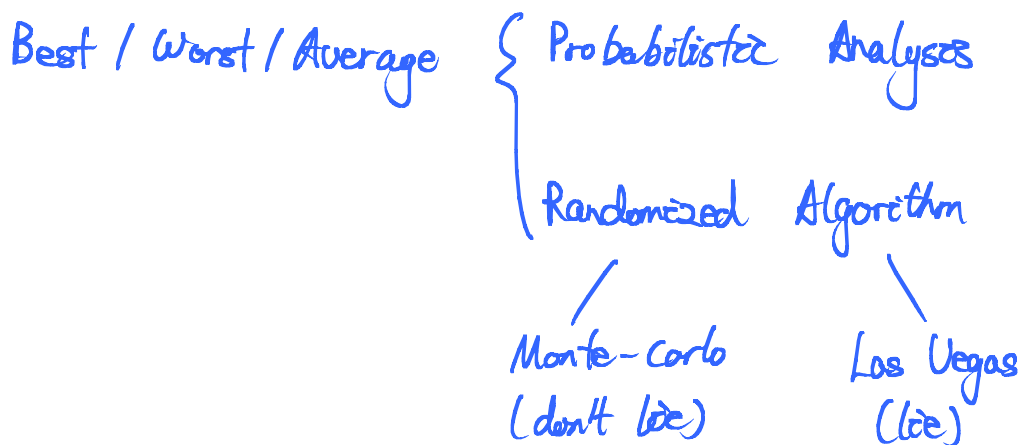 Best / Worst / Average
Probabilistic Analysis
Randomized Algorithm
Monte-Carlo
Las Vegas
(don't lie)
(lie)